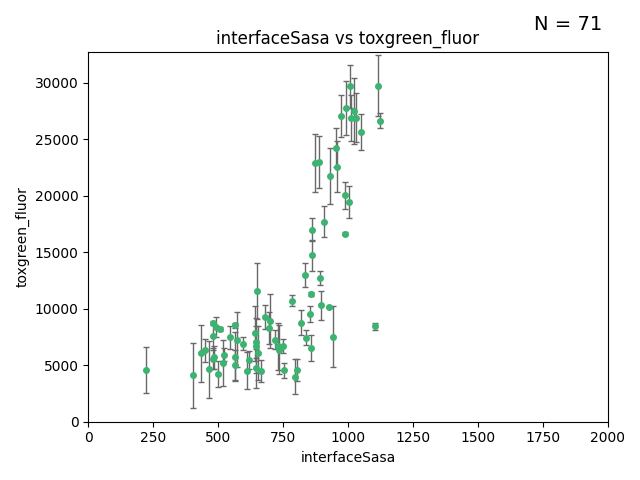 N = 71
interfaceSasa vs toxgreen_fluor
30000
25000
20000
15000
10000
5000
0
toxgreen_fluor
0 250 500 750 1000 1250 1500 1750 2000
interfaceSasa